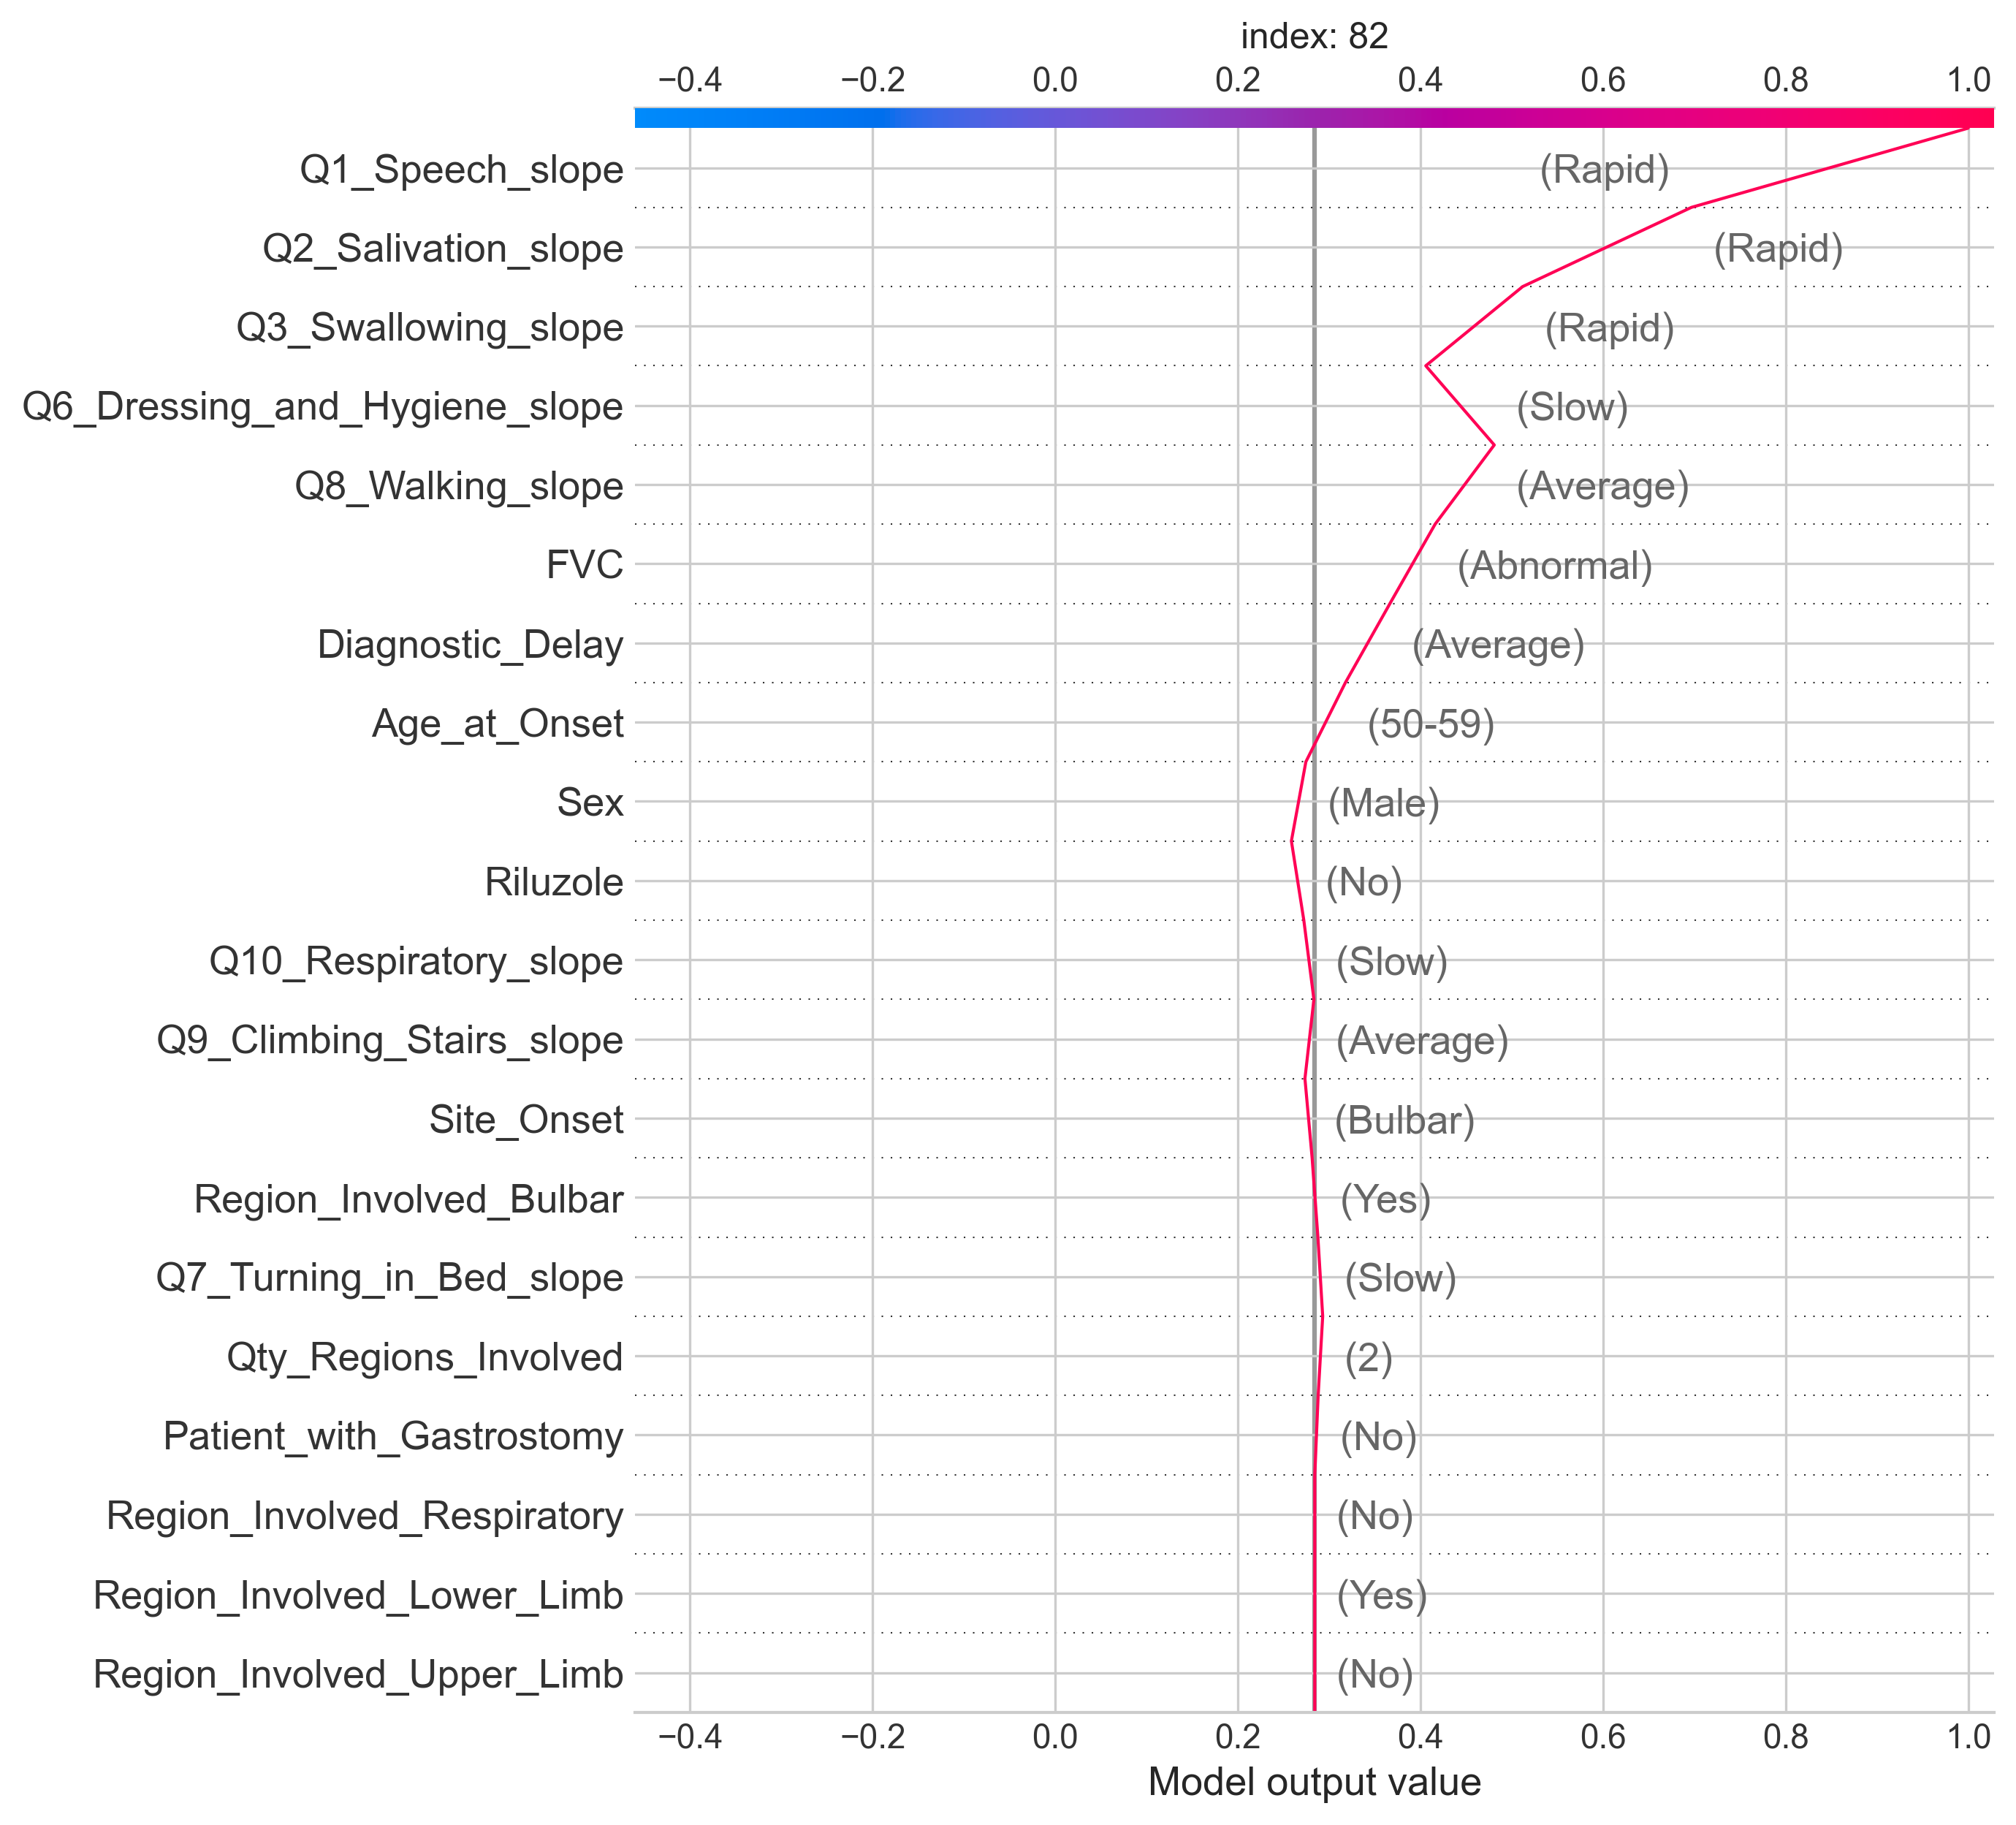 index: 82
−0.4 −0.2 0.0 0.2 0.4 0.6 0.8 1.0
Q1_Speech_slope (Rapid)
Q2_Salivation_slope (Rapid)
Q3_Swallowing_slope (Rapid)
Q6_Dressing_and_Hygiene_slope (Slow)
Q8_Walking_slope (Average)
FVC (Abnormal)
Diagnostic_Delay (Average)
Age_at_Onset (50-59)
Sex (Male)
Riluzole (No)
Q10_Respiratory_slope (Slow)
Q9_Climbing_Stairs_slope (Average)
Site_Onset (Bulbar)
Region_Involved_Bulbar (Yes)
Q7_Turning_in_Bed_slope (Slow)
Qty_Regions_Involved (2)
Patient_with_Gastrostomy (No)
Region_Involved_Respiratory (No)
Region_Involved_Lower_Limb (Yes)
Region_Involved_Upper_Limb (No)
−0.4 −0.2 0.0 0.2 0.4 0.6 0.8 1.0
Model output value